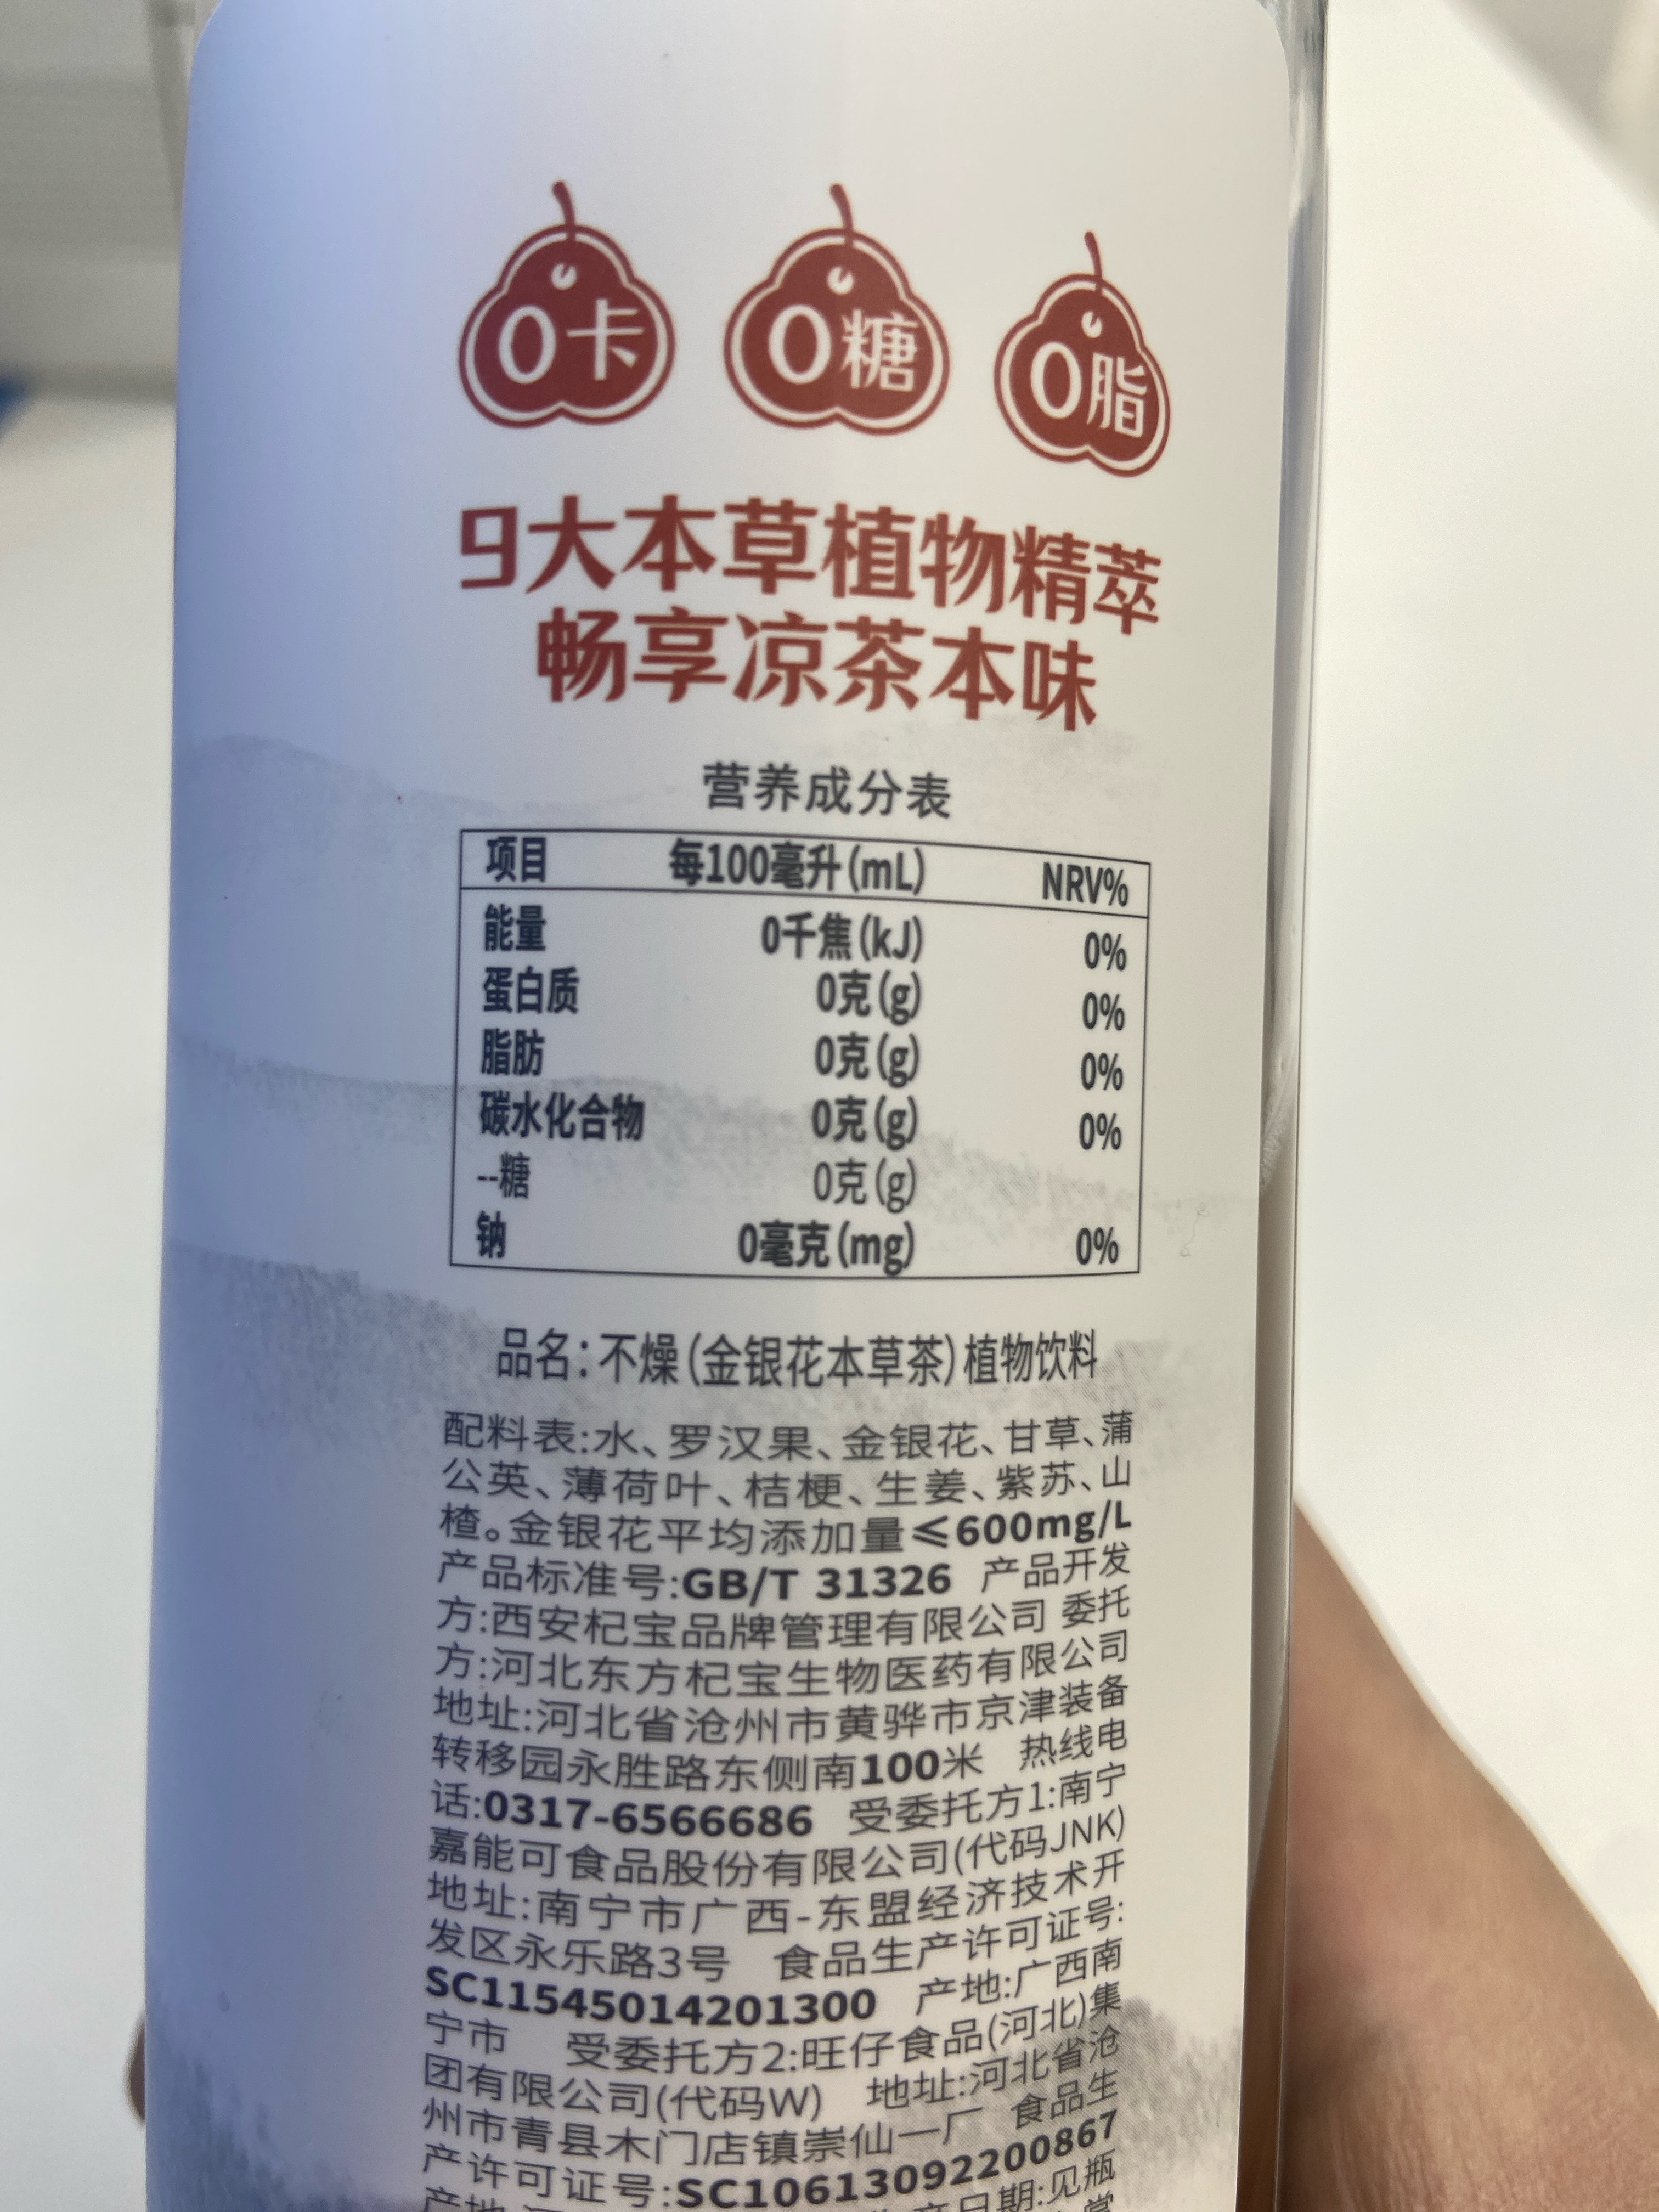 0卡 0糖 0脂
9大本草植物精萃
畅享凉茶本味
营养成分表
项目 每100毫升(mL) NRV%
能量 0千焦(kJ) 0%
蛋白质 0克(g) 0%
脂肪 0克(g) 0%
碳水化合物 0克(g) 0%
--糖 0克(g)
钠 0毫克(mg) 0%
品名:不燥(金银花本草茶)植物饮料
配料表:水、罗汉果、金银花、甘草、蒲
公英、薄荷叶、桔梗、生姜、紫苏、山
楂。金银花平均添加量≤600mg/L
产品标准号:GB/T 31326 产品开发
方:西安杞宝品牌管理有限公司 委托
方:河北东方杞宝生物医药有限公司
地址:河北省沧州市黄骅市京津装备
转移园永胜路东侧南100米 热线电
话:0317-6566686 受委托方1:南宁
嘉能可食品股份有限公司(代码JNK)
地址:南宁市广西-东盟经济技术开
发区永乐路3号 食品生产许可证号:
SC11545014201300 产地:广西南
宁市 受委托方2:旺仔食品(河北)集
团有限公司(代码W) 地址:河北省沧
州市青县木门店镇崇仙一厂 食品生
产许可证号:SC10613092200867
产地 产日期:见瓶